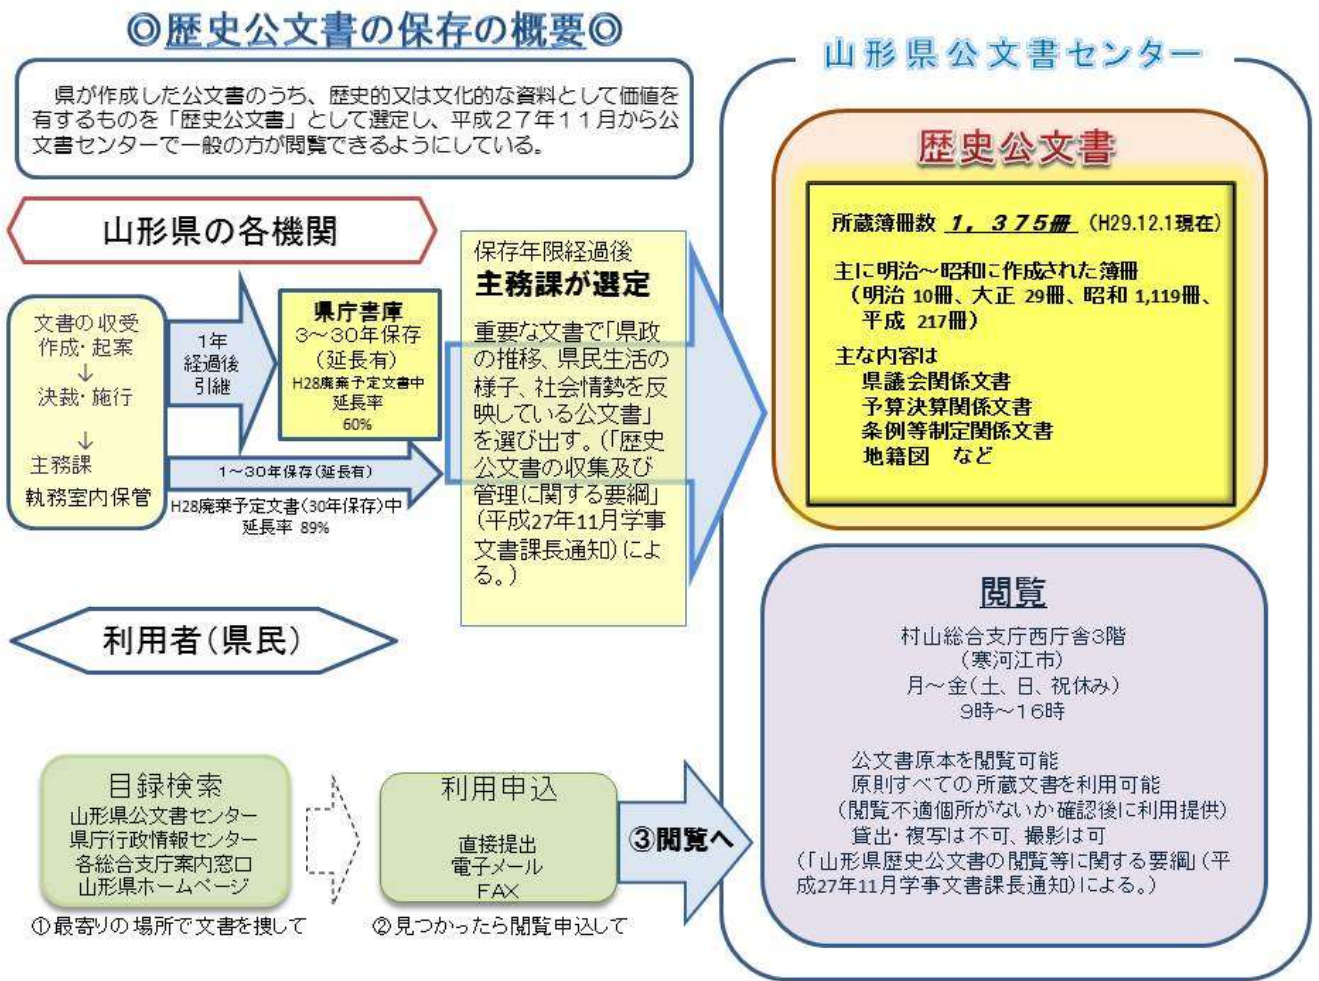 ◎歴史公文書の保存の概要◎
県が作成した公文書のうち、歴史的又は文化的な資料として価値を
有するものを「歴史公文書」として選定し、平成２７年１１月から公
文書センターで一般の方が閲覧できるようにしている。
山形県の各機関
文書の収受
作成・起案
↓
決裁・施行
↓
主務課
執務室内保管
1年
経過後
引継
県庁書庫
3～30年保存
(延長有)
H28廃棄予定文書中
延長率
60%
1～30年保存(延長有)
H28廃棄予定文書(30年保存)中
延長率 89%
保存年限経過後
主務課が選定
重要な文書で「県政
の推移、県民生活の
様子、社会情勢を反
映している公文書」
を選び出す。(「歴史
公文書の収集及び
管理に関する要綱」
(平成27年11月学事
文書課長通知)によ
る。)
山形県公文書センター
歴史公文書
所蔵簿冊数 １，３７５冊 (H29.12.1現在)
主に明治～昭和に作成された簿冊
(明治 10冊、大正 29冊、昭和 1,119冊、
平成 217冊)
主な内容は
県議会関係文書
予算決算関係文書
条例等制定関係文書
地籍図 など
閲覧
村山総合支庁西庁舎3階
(寒河江市)
月～金(土、日、祝休み)
９時～１６時
公文書原本を閲覧可能
原則すべての所蔵文書を利用可能
(閲覧不適個所がないか確認後に利用提供)
貸出・複写は不可、撮影は可
(「山形県歴史公文書の閲覧等に関する要綱」(平
成27年11月学事文書課長通知)による。)
利用者(県民)
目録検索
山形県公文書センター
県庁行政情報センター
各総合支庁案内窓口
山形県ホームページ
①最寄りの場所で文書を捜して
利用申込
直接提出
電子メール
FAX
②見つかったら閲覧申込して
③閲覧へ